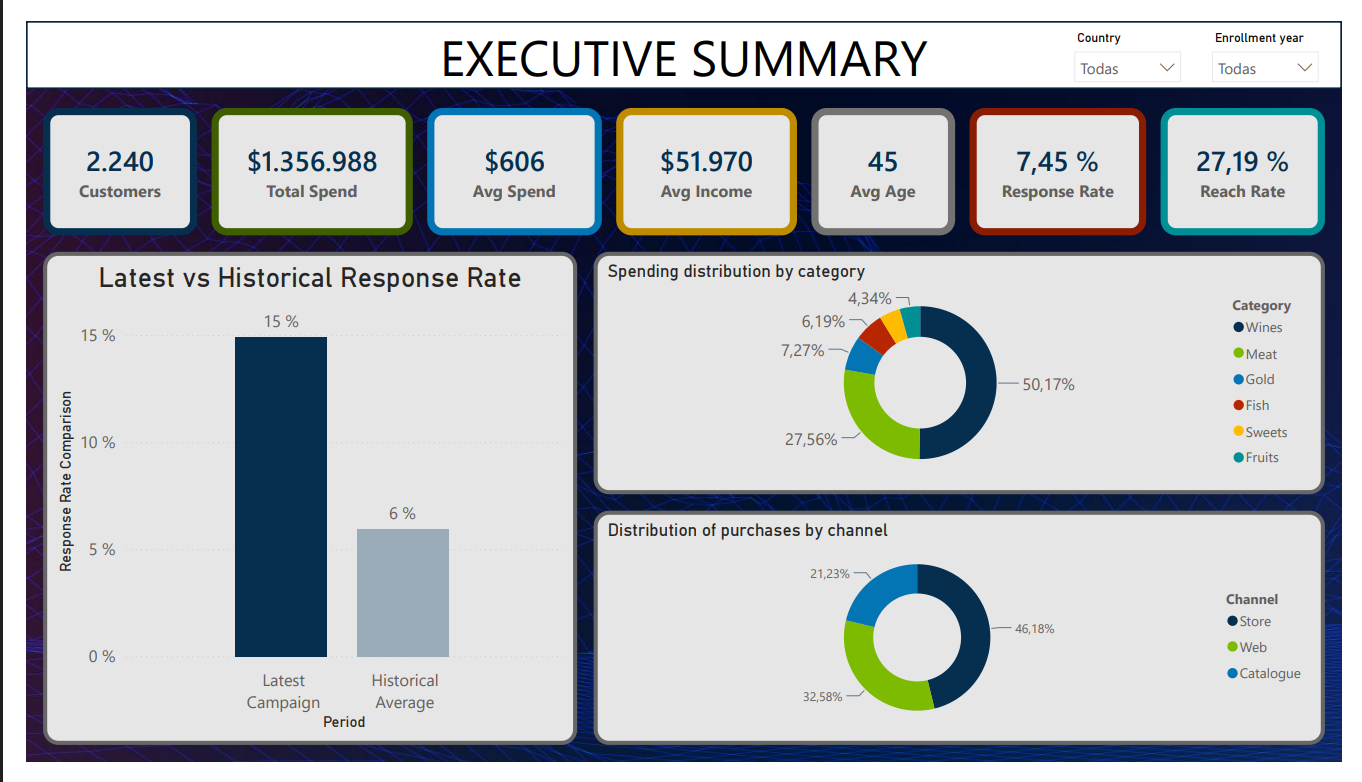 EXECUTIVE SUMMARY
Country
Todas
Enrollment year
Todas
2.240
Customers
$1.356.988
Total Spend
$606
Avg Spend
$51.970
Avg Income
45
Avg Age
7,45 %
Response Rate
27,19 %
Reach Rate
Latest vs Historical Response Rate
Response Rate Comparison
15 %
10 %
5 %
0 %
15 %
6 %
Latest
Campaign
Historical
Average
Period
Spending distribution by category
4,34%
6,19%
7,27%
27,56%
50,17%
Category
Wines
Meat
Gold
Fish
Sweets
Fruits
Distribution of purchases by channel
21,23%
46,18%
32,58%
Channel
Store
Web
Catalogue